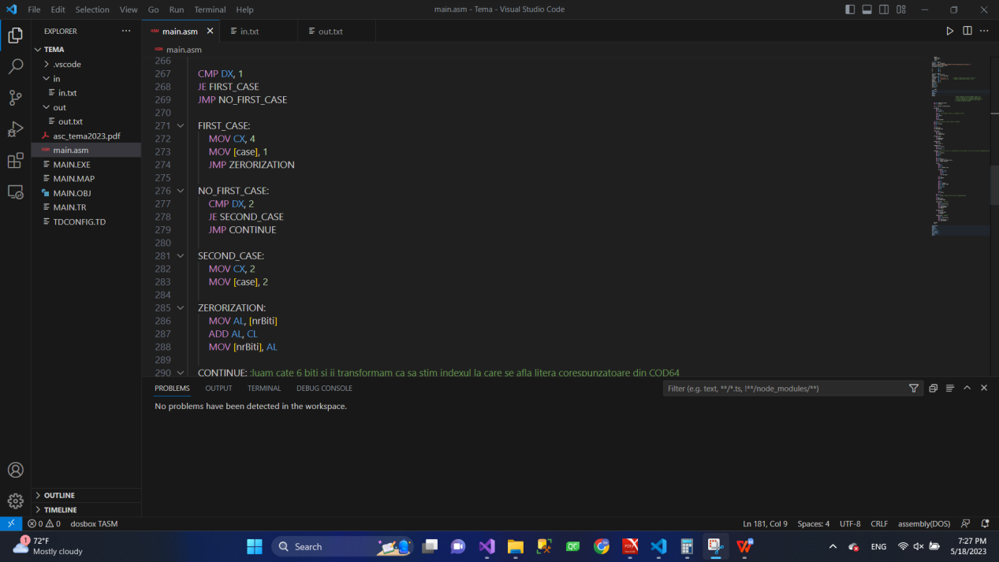 File Edit Selection View Go Run Terminal Help main.asm - Tema - Visual Studio Code
EXPLORER
TEMA
.vscode
in
in.txt
out
out.txt
asc_tema2023.pdf
ASM main.asm
MAIN.EXE
MAIN.MAP
MAIN.OBJ
MAIN.TR
TDCONFIG.TD
OUTLINE
TIMELINE
ASM main.asm in.txt out.txt
ASM main.asm
266
267 CMP DX, 1
268 JE FIRST_CASE
269 JMP NO_FIRST_CASE
270
271 FIRST_CASE:
272 MOV CX, 4
273 MOV [case], 1
274 JMP ZERORIZATION
275
276 NO_FIRST_CASE:
277 CMP DX, 2
278 JE SECOND_CASE
279 JMP CONTINUE
280
281 SECOND_CASE:
282 MOV CX, 2
283 MOV [case], 2
284
285 ZERORIZATION:
286 MOV AL, [nrBiti]
287 ADD AL, CL
288 MOV [nrBiti], AL
289
290 CONTINUE: ;luam cate 6 biti si ii transformam ca sa stim indexul la care se afla litera corespunzatoare din COD64
PROBLEMS OUTPUT TERMINAL DEBUG CONSOLE Filter (e.g. text, **/*.ts, !**/node_modules/**)
No problems have been detected in the workspace.
0 0 dosbox TASM Ln 181, Col 9 Spaces: 4 UTF-8 CRLF assembly(DOS)
1
72°F
Mostly cloudy
Search
QC
ENG
7:27 PM
5/18/2023